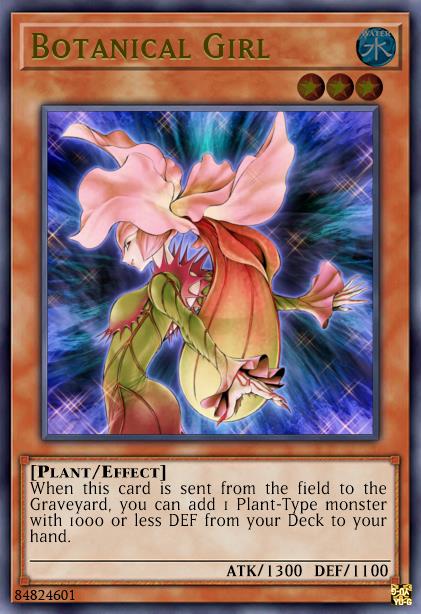 BOTANICAL GIRL
WATER
水
[PLANT/EFFECT]
When this card is sent from the field to the
Graveyard, you can add 1 Plant-Type monster
with 1000 or less DEF from your Deck to your
hand.
ATK/1300 DEF/1100
84824601